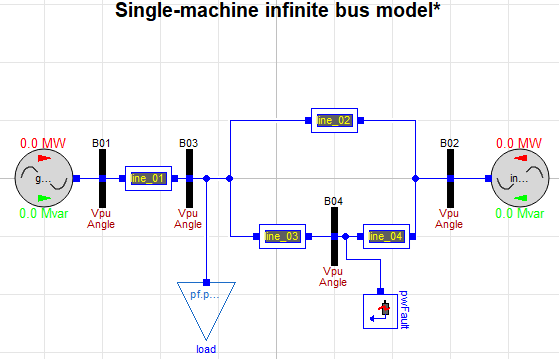 Single-machine infinite bus model*
line_02
0.0 MW
B01
B03
B02
0.0 MW
g...
line_01
in...
0.0 Mvar
Vpu
Angle
Vpu
Angle
Vpu
Angle
0.0 Mvar
B04
line_03
line_04
Vpu
Angle
pf.p...
pwFault
load